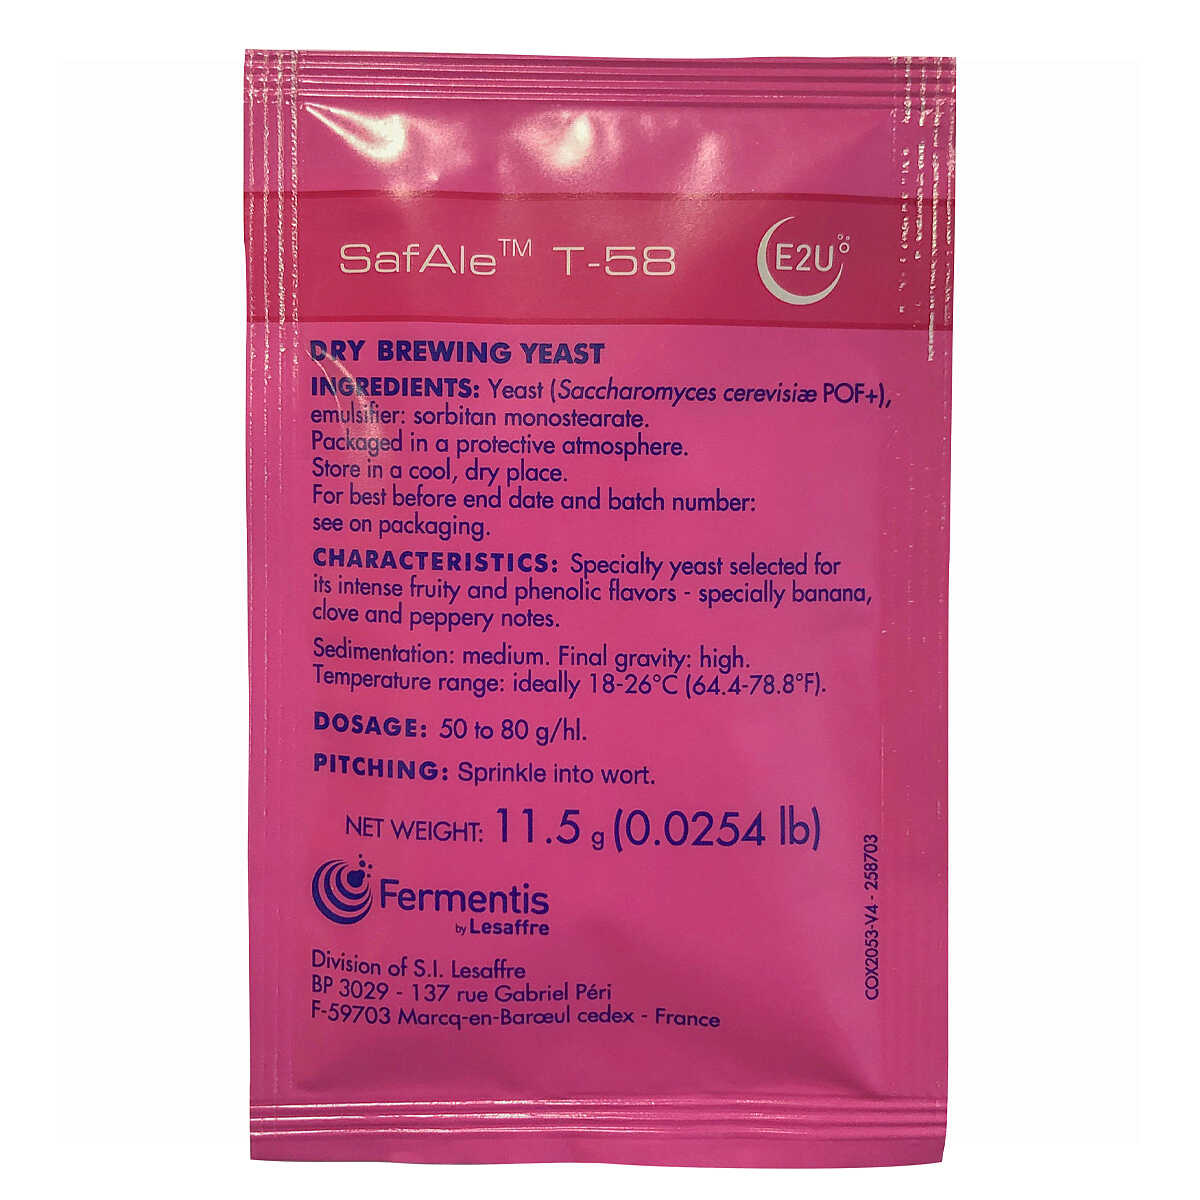 SafAle™ T-58
E2U
DRY BREWING YEAST
INGREDIENTS: Yeast (Saccharomyces cerevisiæ POF+),
emulsifier: sorbitan monostearate.
Packaged in a protective atmosphere.
Store in a cool, dry place.
For best before end date and batch number:
see on packaging.
CHARACTERISTICS: Specialty yeast selected for
its intense fruity and phenolic flavors - specially banana,
clove and peppery notes.
Sedimentation: medium. Final gravity: high.
Temperature range: ideally 18-26°C (64.4-78.8°F).
DOSAGE: 50 to 80 g/hl.
PITCHING: Sprinkle into wort.
NET WEIGHT: 11.5 g (0.0254 lb)
Fermentis
by Lesaffre
Division of S.I. Lesaffre
BP 3029 - 137 rue Gabriel Péri
F-59703 Marcq-en-Barœul cedex - France
COX2053-V4 - 258703